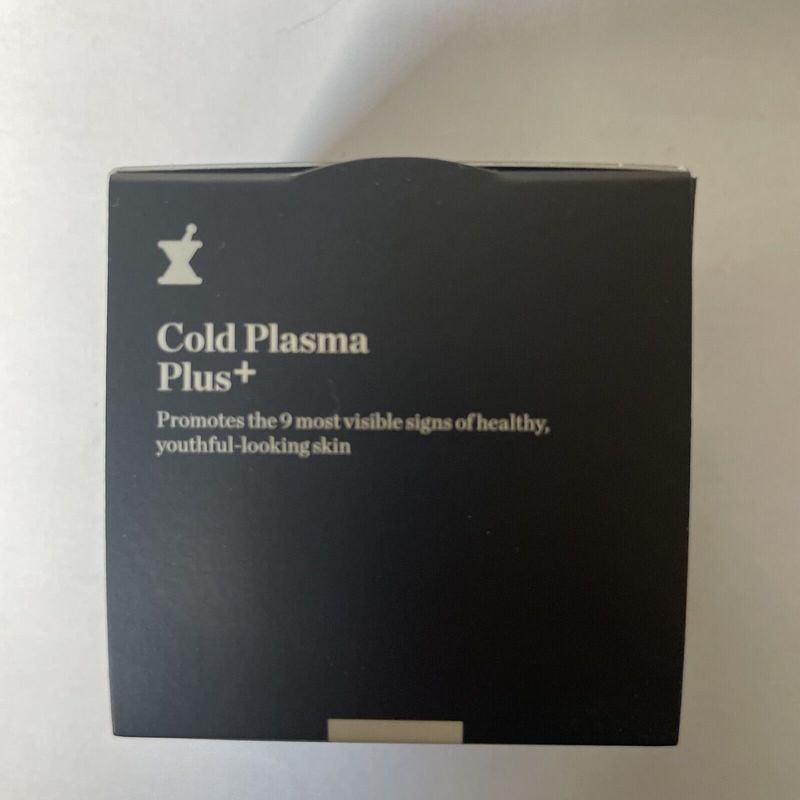 Cold Plasma
Plus+
Promotes the 9 most visible signs of healthy,
youthful-looking skin